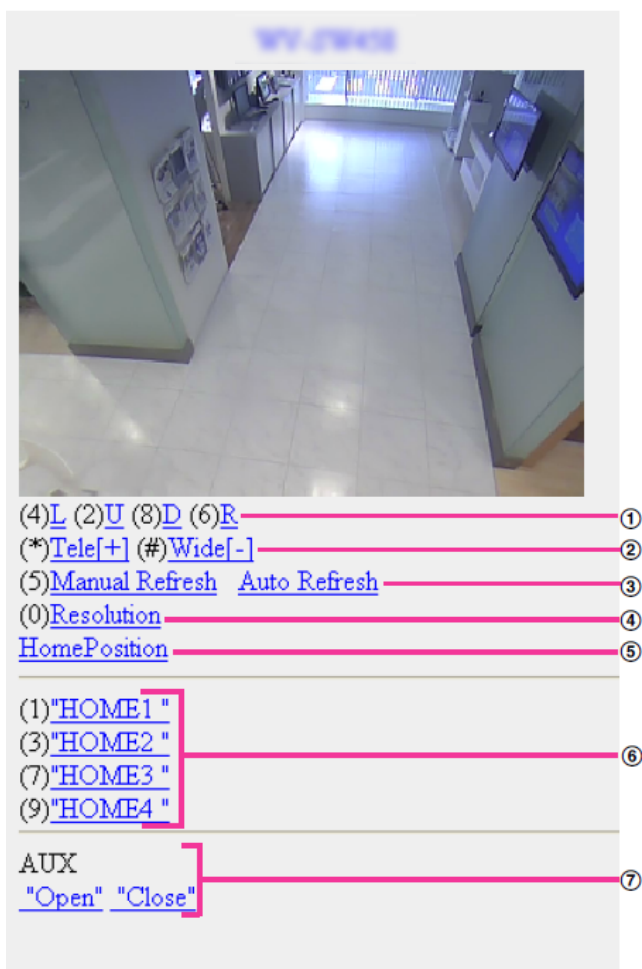 (4)L (2)U (8)D (6)R ①
(*)Tele[+] (#)Wide[-] ②
(5)Manual Refresh Auto Refresh ③
(0)Resolution ④
HomePosition ⑤
(1)"HOME1 "
(3)"HOME2 "
(7)"HOME3 " ⑥
(9)"HOME4 "
AUX
"Open" "Close" ⑦